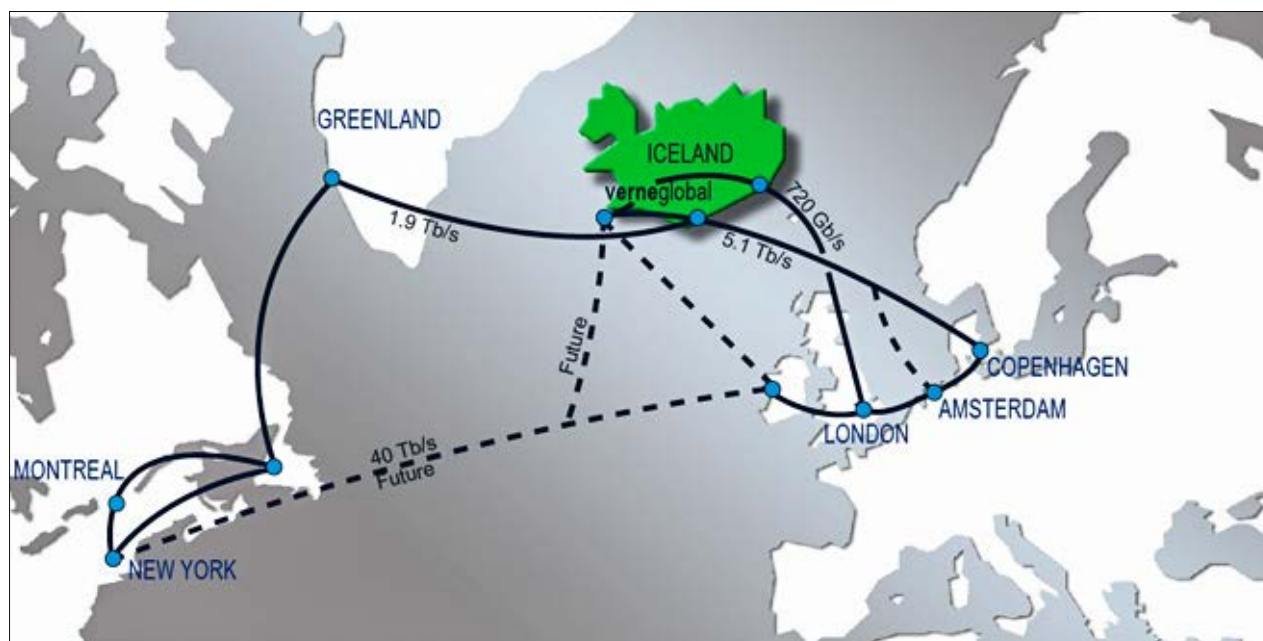 GREENLAND
ICELAND
verneglobal
1.9 Tb/s
720 Gb/s
5.1 Tb/s
Future
COPENHAGEN
AMSTERDAM
LONDON
40 Tb/s
Future
MONTREAL
NEW YORK